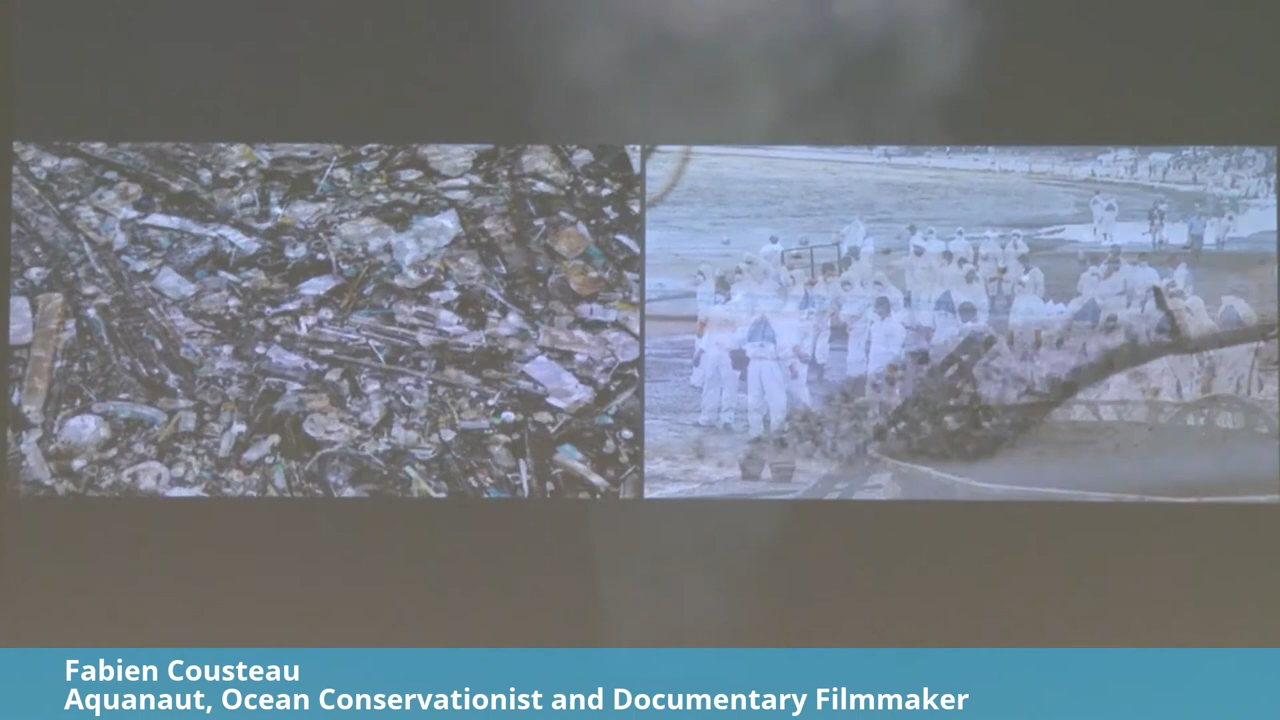 Fabien Cousteau
Aquanaut, Ocean Conservationist and Documentary Filmmaker